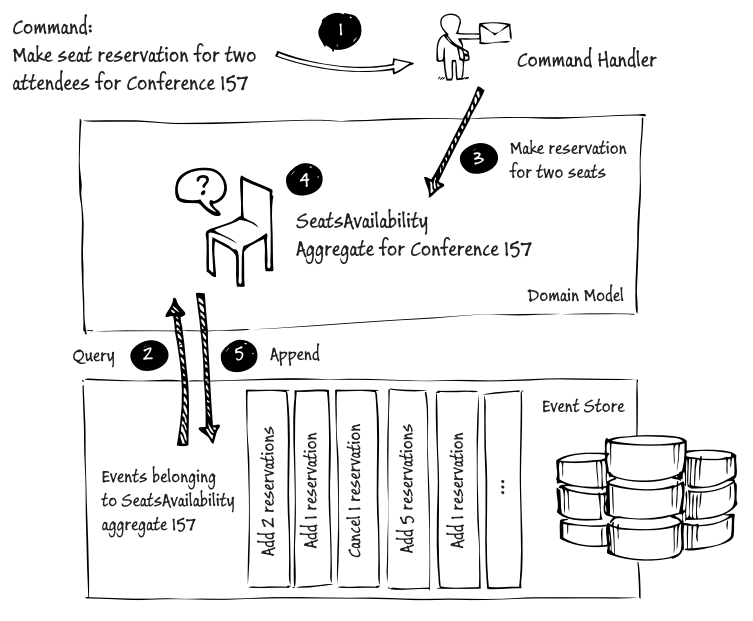 Command:
Make seat reservation for two
attendees for Conference 157
1
Command Handler
3
Make reservation
for two seats
?
4
SeatsAvailability
Aggregate for Conference 157
Domain Model
Query
2
5
Append
Event Store
Events belonging
to SeatsAvailability
aggregate 157
Add 2 reservations
Add 1 reservation
Cancel 1 reservation
Add 5 reservations
Add 1 reservation
...